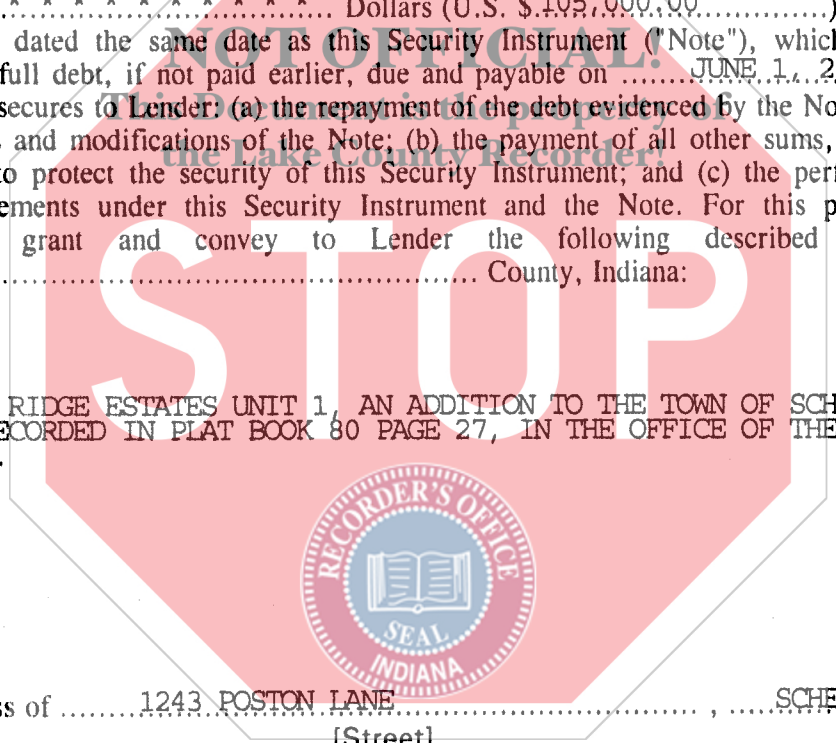 * * * * * * * * * * * Dollars (U.S. $.105,000.00..............)
dated the same date as this Security Instrument ("Note"), which
full debt, if not paid earlier, due and payable on .......JUNE 1, 2
secures to Lender: (a) the repayment of the debt evidenced by the No
and modifications of the Note; (b) the payment of all other sums,
to protect the security of this Security Instrument; and (c) the per
ements under this Security Instrument and the Note. For this p
grant and convey to Lender the following described
.................................................. County, Indiana:
NOT OFFICIAL!
This Document is the property of
the Lake County Recorder!
STOP
RIDGE ESTATES UNIT 1, AN ADDITION TO THE TOWN OF SCH
ECORDED IN PLAT BOOK 80 PAGE 27, IN THE OFFICE OF THE
RECORDER'S OFFICE
SEAL
INDIANA
ss of ........1243 POSTON LANE........................................ , .....SCHE
[Street]